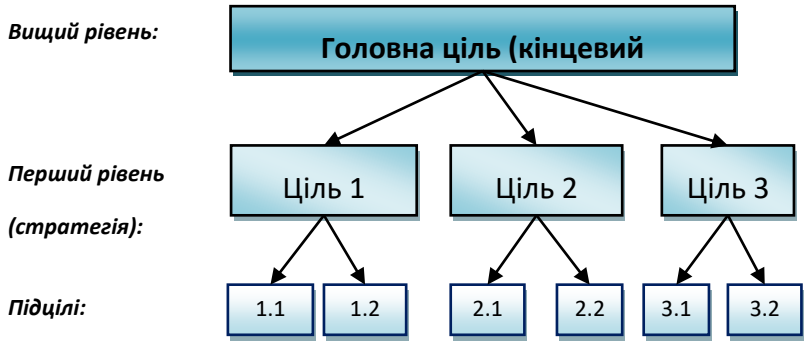 Вищий рівень:
Головна ціль (кінцевий
Перший рівень
(стратегія):
Ціль 1
Ціль 2
Ціль 3
Підцілі:
1.1
1.2
2.1
2.2
3.1
3.2